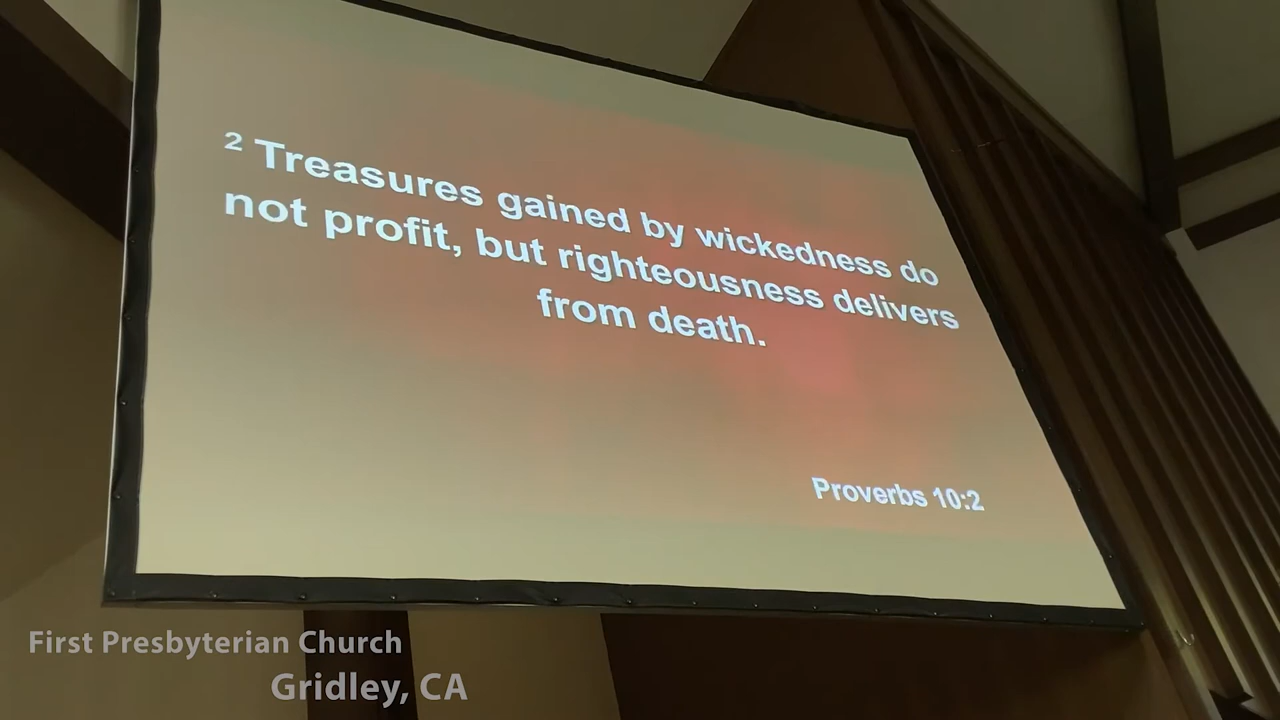 2 Treasures gained by wickedness do
not profit, but righteousness delivers
from death.
Proverbs 10:2
First Presbyterian Church
Gridley, CA